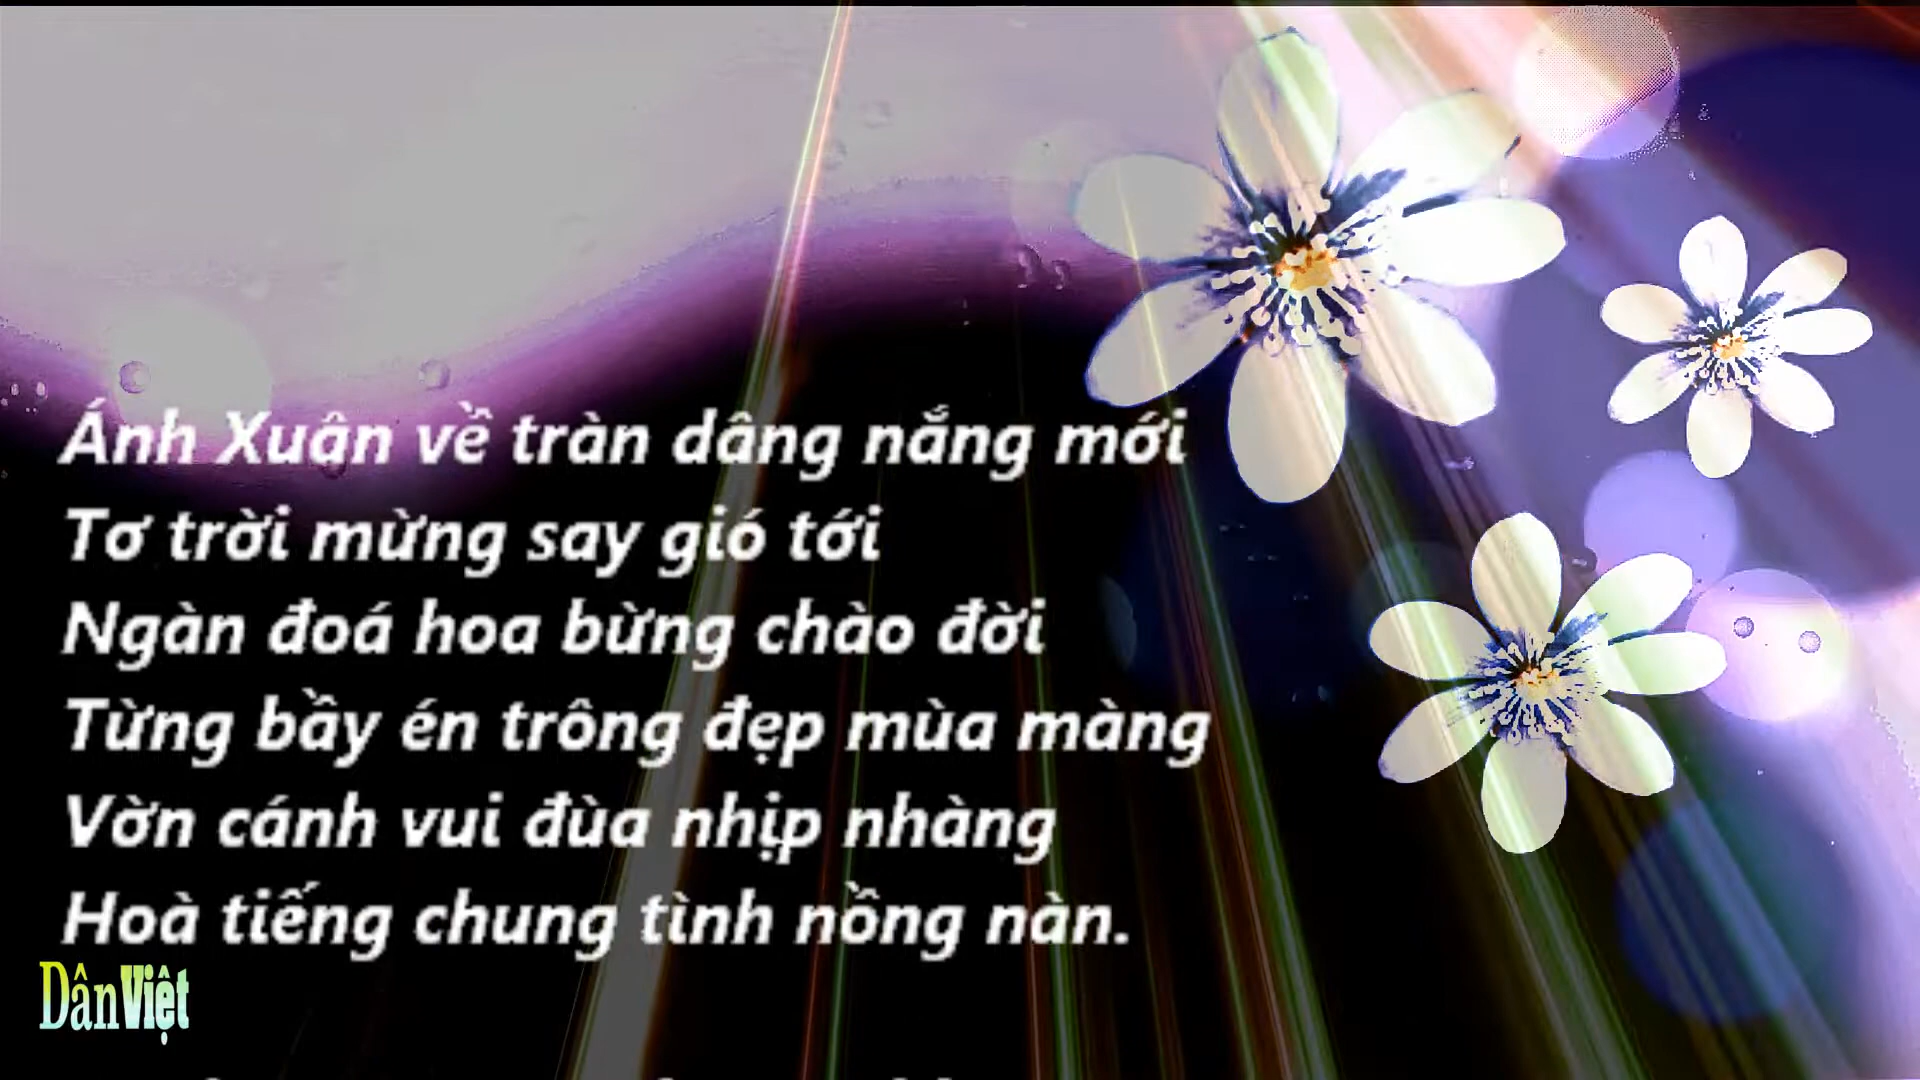 Ánh Xuân về tràn dâng nắng mới
Tơ trời mừng say gió tới
Ngàn đoá hoa bừng chào đời
Từng bầy én trông đẹp mùa màng
Vờn cánh vui đùa nhịp nhàng
Hoà tiếng chung tình nồng nàn.
DânViệt